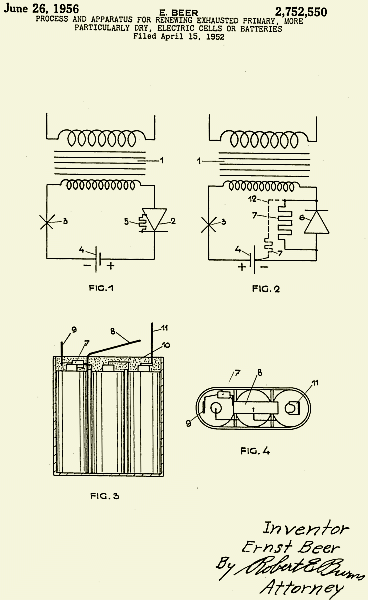 June 26, 1956
E. BEER
2,752,550
PROCESS AND APPARATUS FOR RENEWING EXHAUSTED PRIMARY, MORE
PARTICULARLY DRY, ELECTRIC CELLS OR BATTERIES
Filed April 15, 1952
1
3
5
2
4
- +
FIG.1
1
12
3
7
6
4
7
- +
FIG.2
9
7
8
11
10
FIG.3
7
8
11
9
FIG.4
Inventor
Ernst Beer
By Robert E. Burns
Attorney